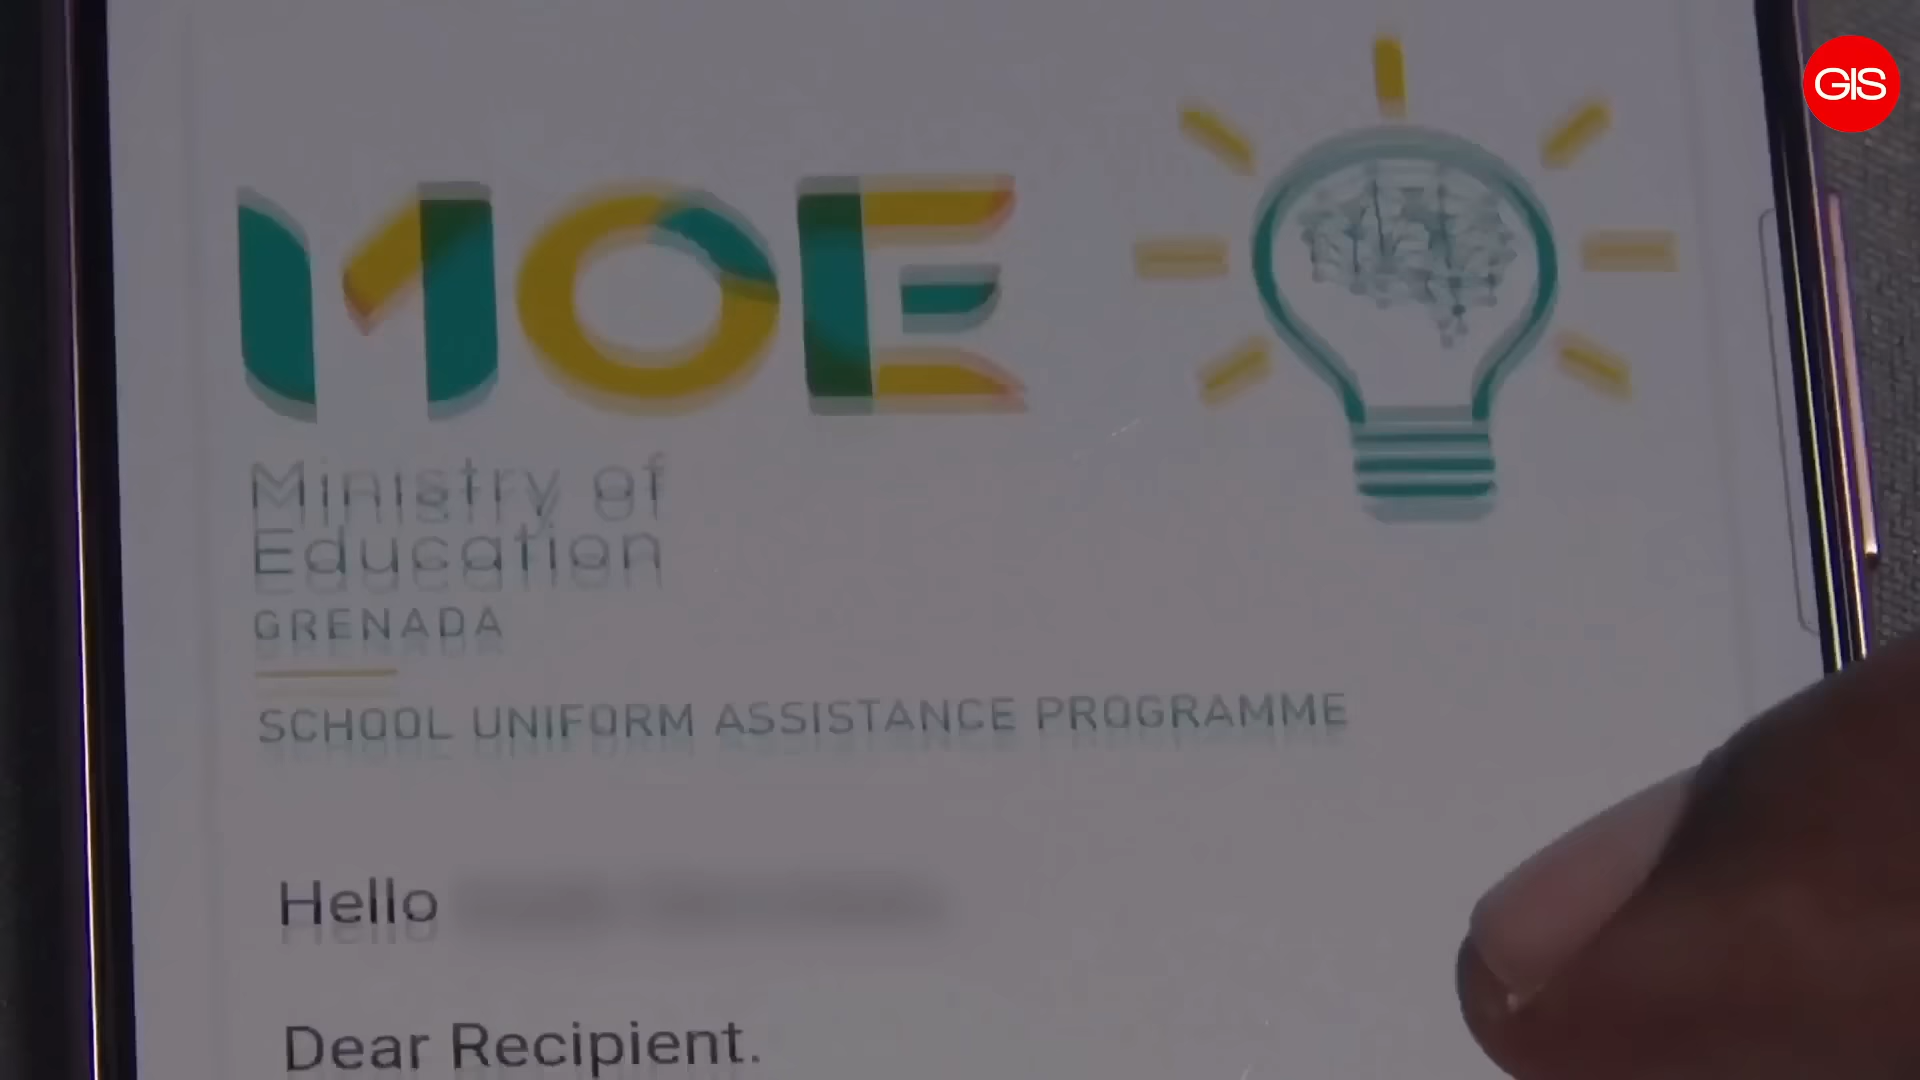 GIS
MOE
Ministry of
Education
GRENADA
SCHOOL UNIFORM ASSISTANCE PROGRAMME
Hello
Dear Recipient.